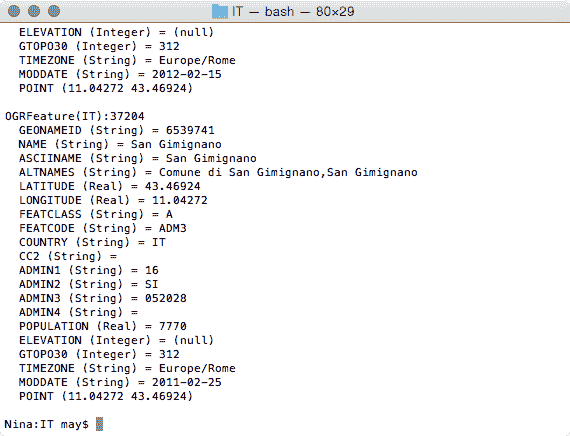 IT — bash — 80×29
ELEVATION (Integer) = (null)
GTOPO30 (Integer) = 312
TIMEZONE (String) = Europe/Rome
MODDATE (String) = 2012-02-15
POINT (11.04272 43.46924)
OGRFeature(IT):37204
GEONAMEID (String) = 6539741
NAME (String) = San Gimignano
ASCIINAME (String) = San Gimignano
ALTNAMES (String) = Comune di San Gimignano,San Gimignano
LATITUDE (Real) = 43.46924
LONGITUDE (Real) = 11.04272
FEATCLASS (String) = A
FEATCODE (String) = ADM3
COUNTRY (String) = IT
CC2 (String) =
ADMIN1 (String) = 16
ADMIN2 (String) = SI
ADMIN3 (String) = 052028
ADMIN4 (String) =
POPULATION (Real) = 7770
ELEVATION (Integer) = (null)
GTOPO30 (Integer) = 312
TIMEZONE (String) = Europe/Rome
MODDATE (String) = 2011-02-25
POINT (11.04272 43.46924)
Nina:IT may$